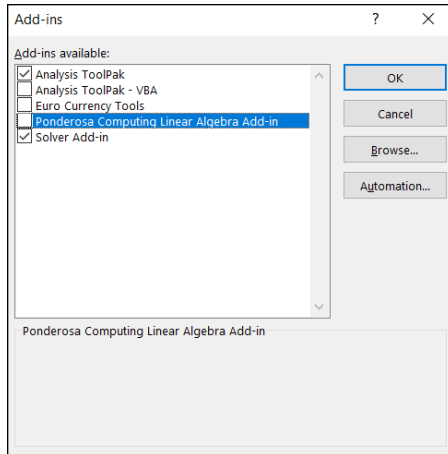 Add-ins
?
Add-ins available:
Analysis ToolPak
Analysis ToolPak - VBA
Euro Currency Tools
Ponderosa Computing Linear Algebra Add-in
Solver Add-in
OK
Cancel
Browse...
Automation...
Ponderosa Computing Linear Algebra Add-in